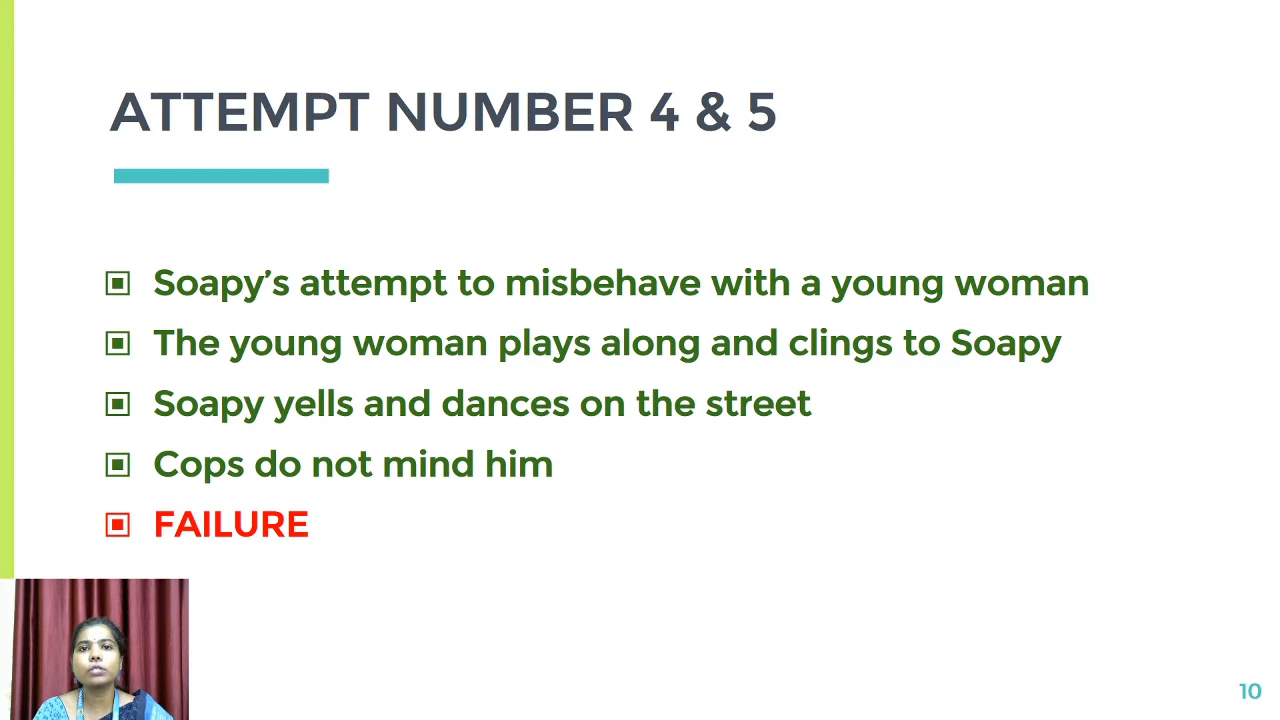 ATTEMPT NUMBER 4 & 5
Soapy’s attempt to misbehave with a young woman
The young woman plays along and clings to Soapy
Soapy yells and dances on the street
Cops do not mind him
FAILURE
10